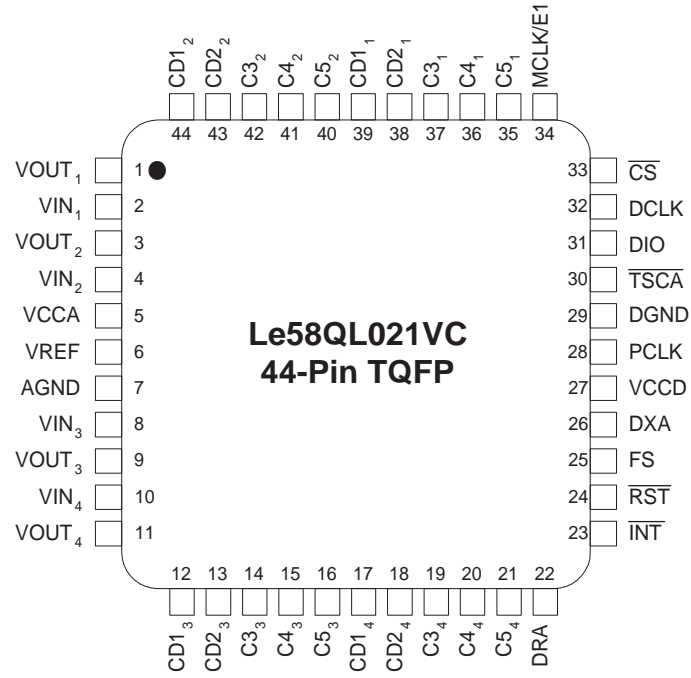 CD1₂ CD2₂ C3₂ C4₂ C5₂ CD1₁ CD2₁ C3₁ C4₁ C5₁ MCLK/E1
44 43 42 41 40 39 38 37 36 35 34
VOUT₁ 1
VIN₁ 2
VOUT₂ 3
VIN₂ 4
VCCA 5
VREF 6
AGND 7
VIN₃ 8
VOUT₃ 9
VIN₄ 10
VOUT₄ 11
Le58QL021VC
44-Pin TQFP
33 C̅S̅
32 DCLK
31 DIO
30 T̅S̅C̅A̅
29 DGND
28 PCLK
27 VCCD
26 DXA
25 FS
24 R̅S̅T̅
23 I̅N̅T̅
12 13 14 15 16 17 18 19 20 21 22
CD1₃ CD2₃ C3₃ C4₃ C5₃ CD1₄ CD2₄ C3₄ C4₄ C5₄ DRA